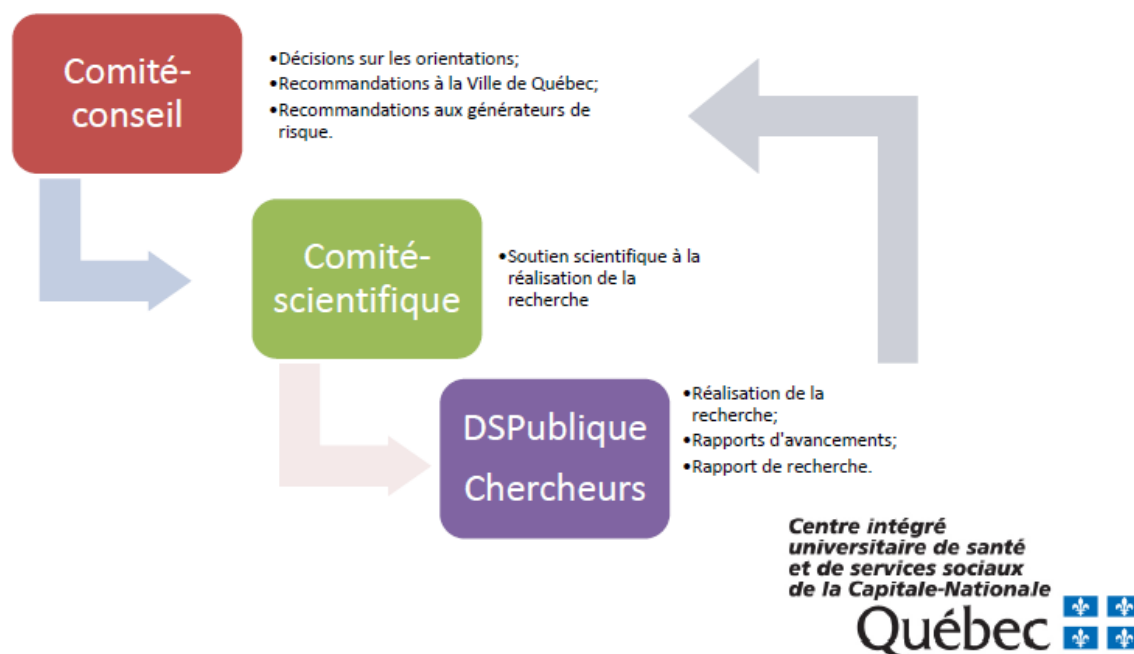 Comité-
conseil
•Décisions sur les orientations;
•Recommandations à la Ville de Québec;
•Recommandations aux générateurs de
risque.
Comité-
scientifique
•Soutien scientifique à la
réalisation de la
recherche
DSPublique
Chercheurs
•Réalisation de la
recherche;
•Rapports d'avancements;
•Rapport de recherche.
Centre intégré
universitaire de santé
et de services sociaux
de la Capitale-Nationale
Québec